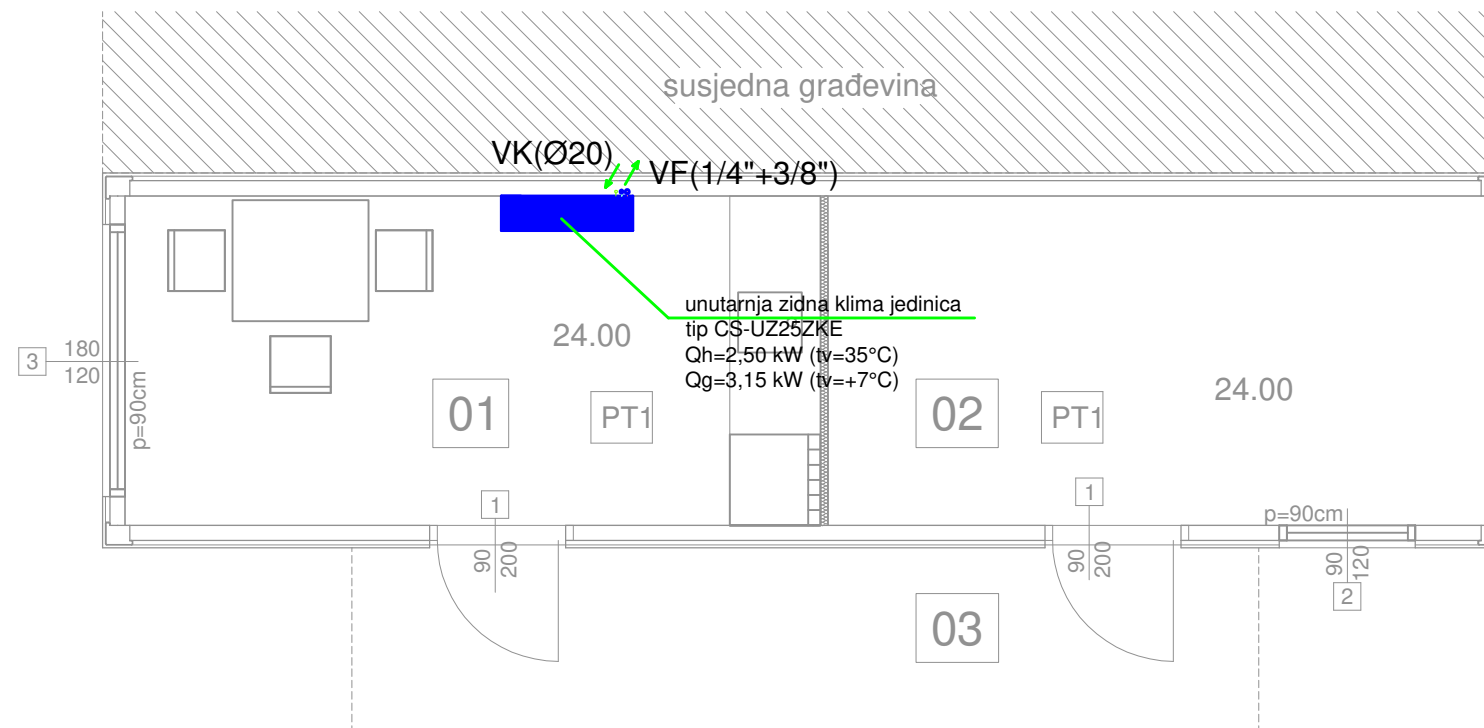 susjedna građevina
VK(Ø20)
VF(1/4"+3/8")
unutarnja zidna klima jedinica
tip CS-UZ25ZKE
Qh=2,50 kW (tv=35°C)
Qg=3,15 kW (tv=+7°C)
24.00
24.00
3
180
120
p=90cm
01
PT1
02
PT1
1
90
200
1
90
200
p=90cm
90
120
2
03